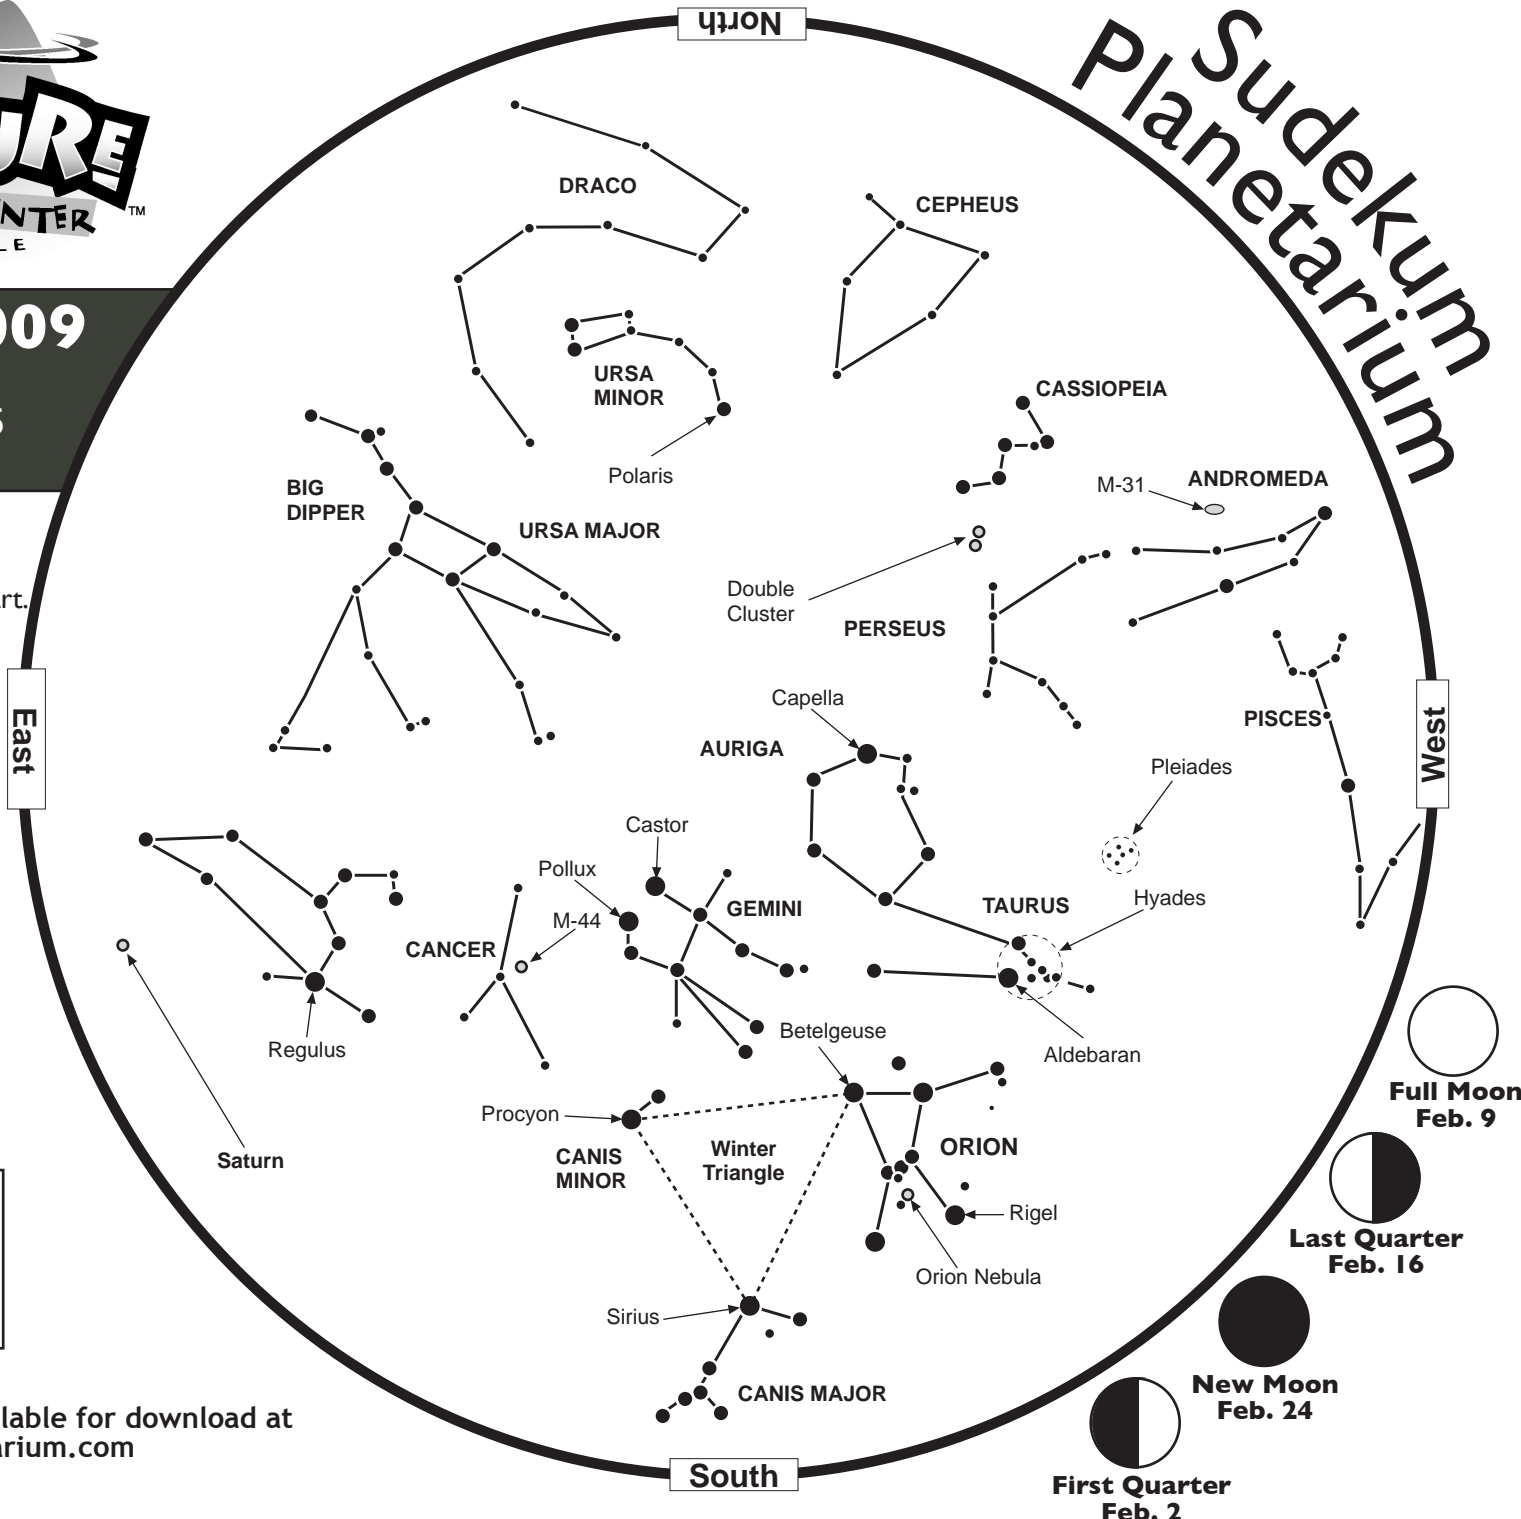 North
Sudekum
Planetarium
URE
NTER
TM
L E
009
DRACO
CEPHEUS
URSA
MINOR
CASSIOPEIA
Polaris
M-31
ANDROMEDA
BIG
DIPPER
URSA MAJOR
Double
Cluster
rt.
PERSEUS
East
Capella
PISCES
West
AURIGA
Pleiades
Castor
Pollux
Hyades
M-44
GEMINI
TAURUS
CANCER
Betelgeuse
Regulus
Aldebaran
Full Moon
Feb. 9
Procyon
Winter
Triangle
ORION
CANIS
MINOR
Saturn
Rigel
Last Quarter
Feb. 16
Orion Nebula
Sirius
New Moon
Feb. 24
CANIS MAJOR
lable for download at
arium.com
South
First Quarter
Feb. 2